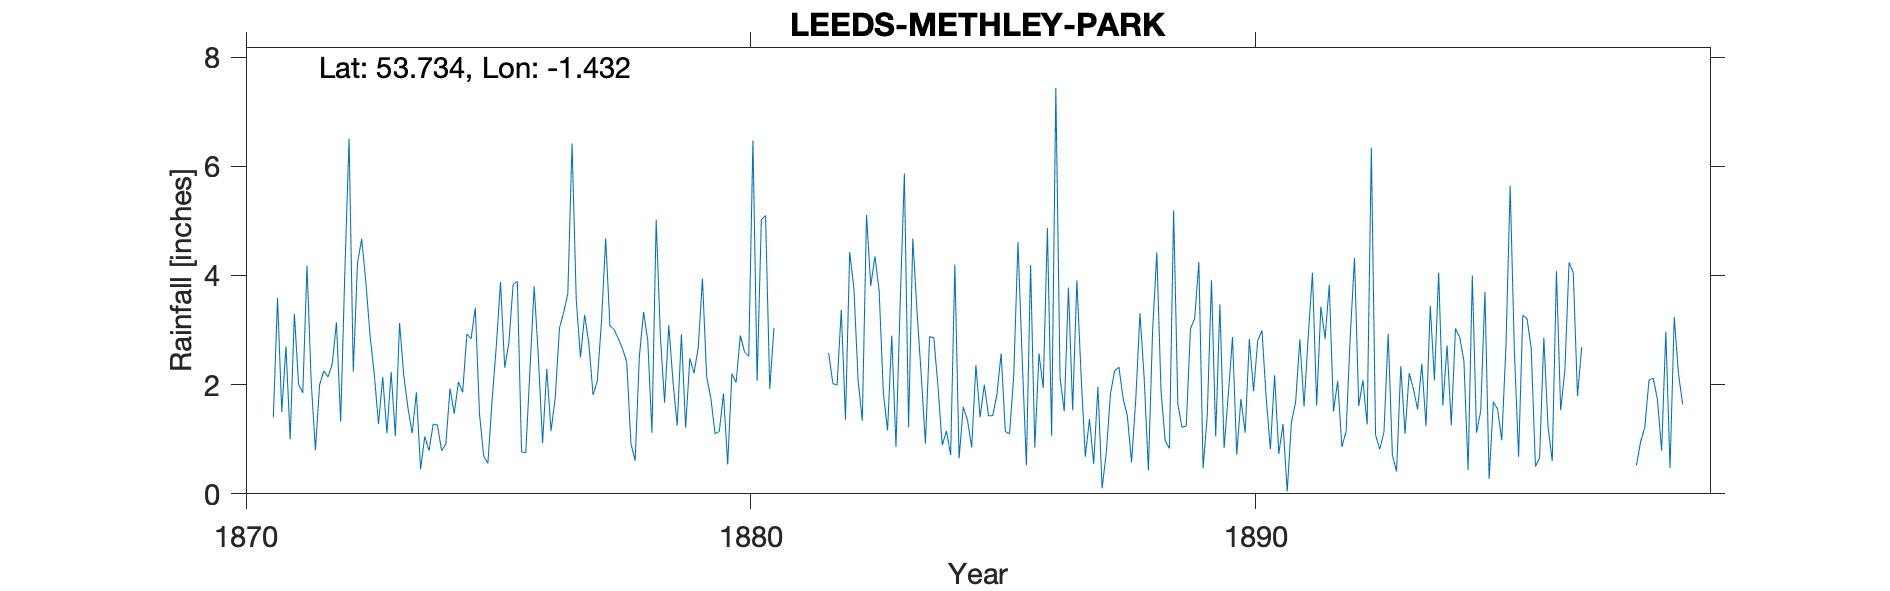 LEEDS-METHLEY-PARK
Lat: 53.734, Lon: -1.432
8
6
4
2
0
Rainfall [inches]
1870 1880 1890
Year